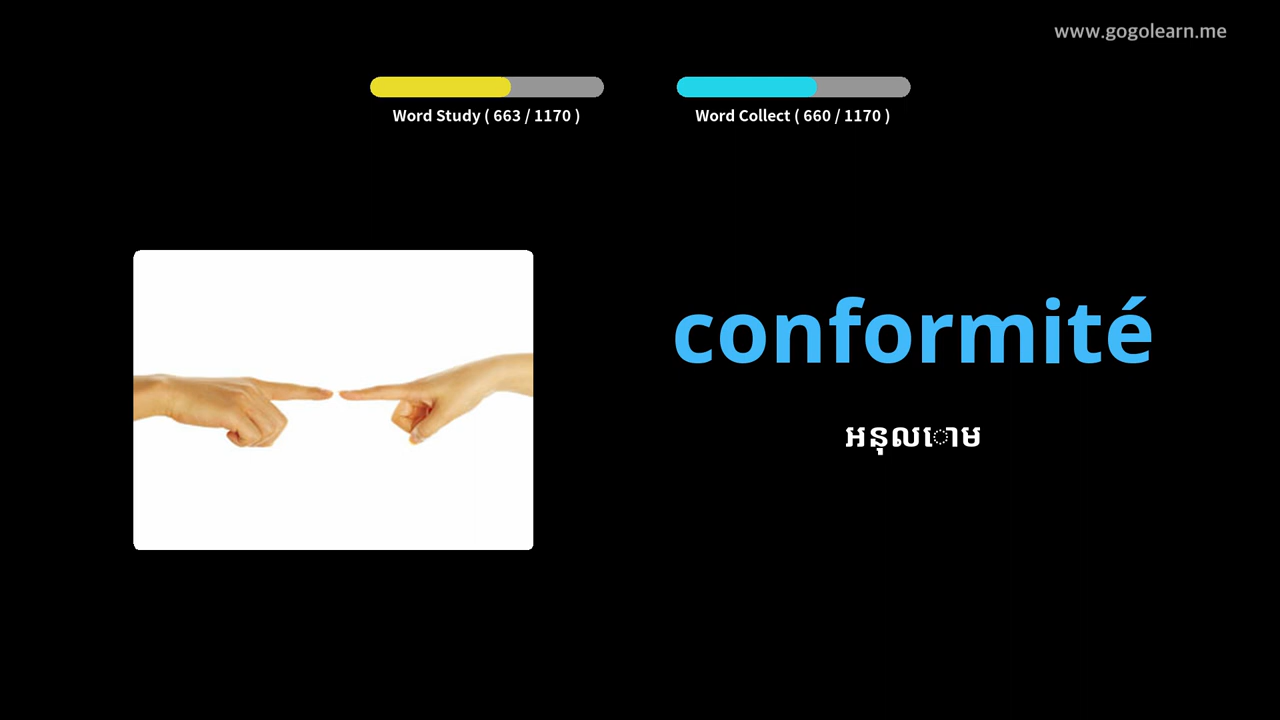 www.gogolearn.me
Word Study ( 663 / 1170 )
Word Collect ( 660 / 1170 )
conformité
អនុលោម